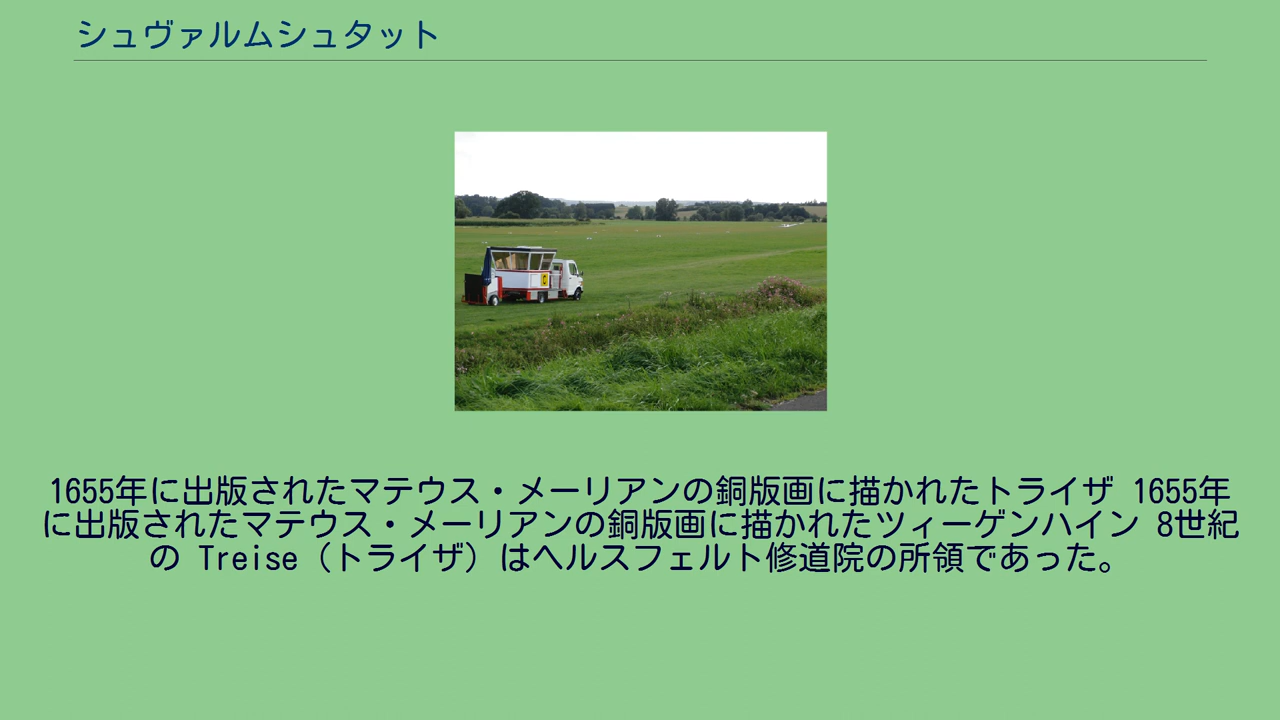 シュヴァルムシュタット
C
1655年に出版されたマテウス・メーリアンの銅版画に描かれたトライザ 1655年
に出版されたマテウス・メーリアンの銅版画に描かれたツィーゲンハイン 8世紀
の Treise（トライザ）はヘルスフェルト修道院の所領であった。